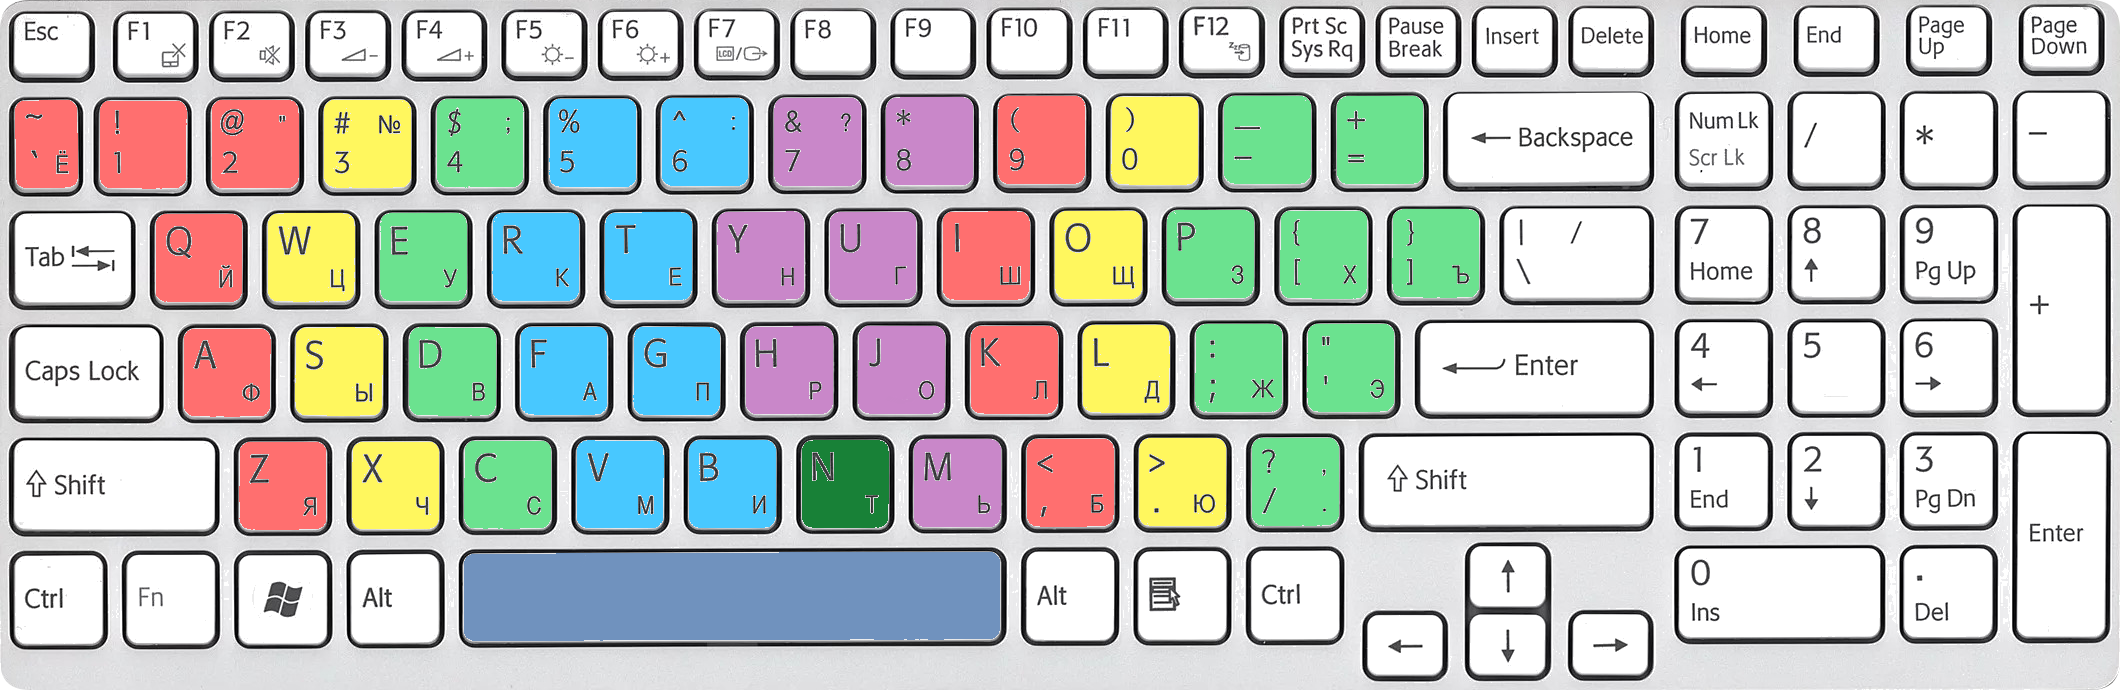 Esc F1 F2 F3 F4 F5 F6 F7 F8 F9 F10 F11 F12 Prt Sc Pause Insert Delete Home End Page Page
LCD zz Sys Rq Break Up Down
~ ! @ " # № $ ; % ^ : & ? * ( ) — + Backspace Num Lk / * −
` Ё 1 2 3 4 5 6 7 8 9 0 – = Scr Lk
Tab Q W E R T Y U I O P { } | / 7 8 9 +
Й Ц У К Е Н Г Ш Щ З [ Х ] Ъ \ Home Pg Up
Caps Lock A S D F G H J K L : " Enter 4 5 6
Ф Ы В А П Р О Л Д ; Ж ' Э
Shift Z X C V B N M < > ? , Shift 1 2 3 Enter
Я Ч С М И Т Ь , Б . Ю / . End Pg Dn
Ctrl Fn Alt Alt Ctrl 0 .
Ins Del